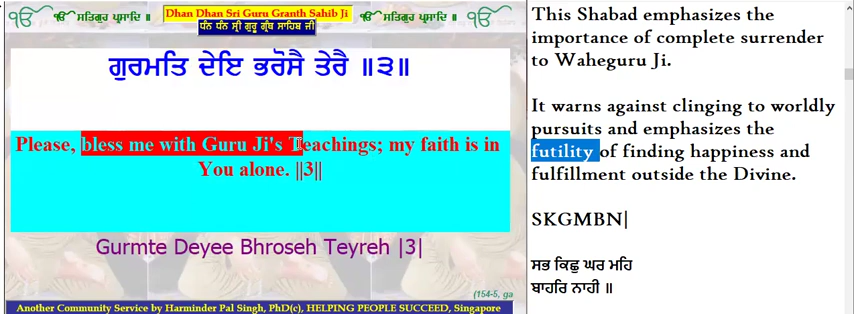 ੴ ੴ ਸਤਿਗੁਰ ਪ੍ਰਸਾਦਿ ॥ Dhan Dhan Sri Guru Granth Sahib Ji ੴ ਸਤਿਗੁਰ ਪ੍ਰਸਾਦਿ ॥ ੴ
ਧੰਨ ਧੰਨ ਸ੍ਰੀ ਗੁਰੂ ਗ੍ਰੰਥ ਸਾਹਿਬ ਜੀ
ਗੁਰਮਤਿ ਦੇਇ ਭਰੋਸੈ ਤੇਰੈ ॥੩॥
Please, bless me with Guru Ji's Teachings; my faith is in
You alone. ||3||
Gurmte Deyee Bhroseh Teyreh |3|
(154-5, ga
Another Community Service by Harminder Pal Singh, PhD(c), HELPING PEOPLE SUCCEED, Singapore
This Shabad emphasizes the
importance of complete surrender
to Waheguru Ji.
It warns against clinging to worldly
pursuits and emphasizes the
futility of finding happiness and
fulfillment outside the Divine.
SKGMBN
ਸਭ ਕਿਛੁ ਘਰ ਮਹਿ
ਬਾਹਰਿ ਨਾਹੀ ॥